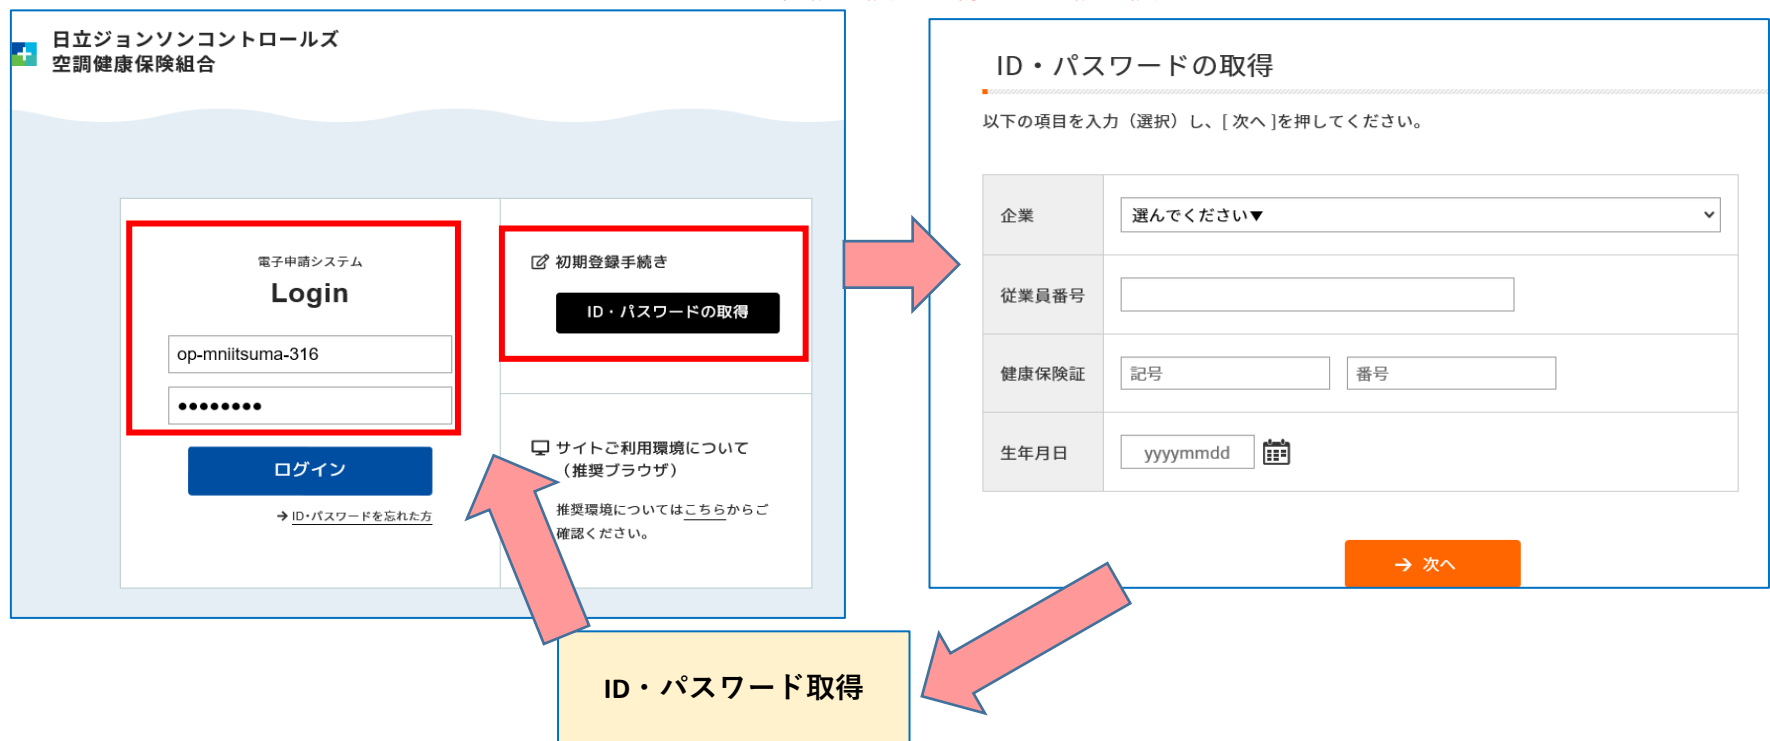 日立ジョンソンコントロールズ
空調健康保険組合
電子申請システム
Login
op-mniitsuma-316
●●●●●●●●
ログイン
→ ID・パスワードを忘れた方
初期登録手続き
ID・パスワードの取得
サイトご利用環境について
（推奨ブラウザ）
推奨環境についてはこちらからご
確認ください。
ID・パスワードの取得
以下の項目を入力（選択）し、[ 次へ ]を押してください。
企業
選んでください▼
従業員番号
健康保険証
記号
番号
生年月日
yyyymmdd
→ 次へ
ID・パスワード取得